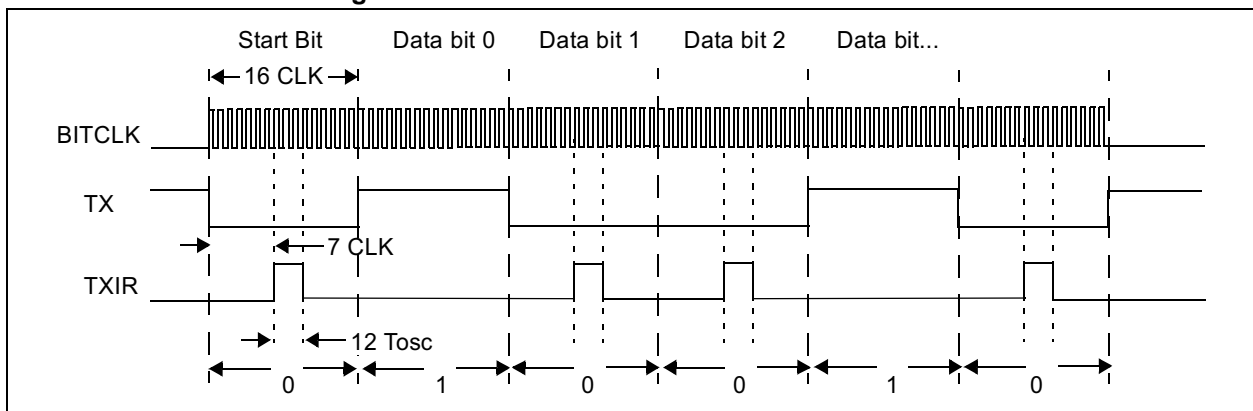 Start Bit Data bit 0 Data bit 1 Data bit 2 Data bit...
16 CLK
BITCLK
TX
7 CLK
TXIR
12 Tosc
0 1 0 0 1 0